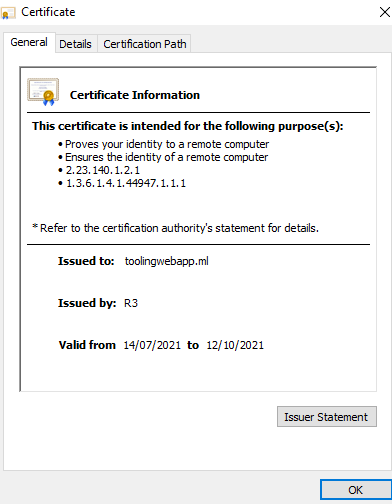 Certificate
General Details Certification Path
Certificate Information
This certificate is intended for the following purpose(s):
• Proves your identity to a remote computer
• Ensures the identity of a remote computer
• 2.23.140.1.2.1
• 1.3.6.1.4.1.44947.1.1.1
* Refer to the certification authority's statement for details.
Issued to: toolingwebapp.ml
Issued by: R3
Valid from 14/07/2021 to 12/10/2021
Issuer Statement
OK